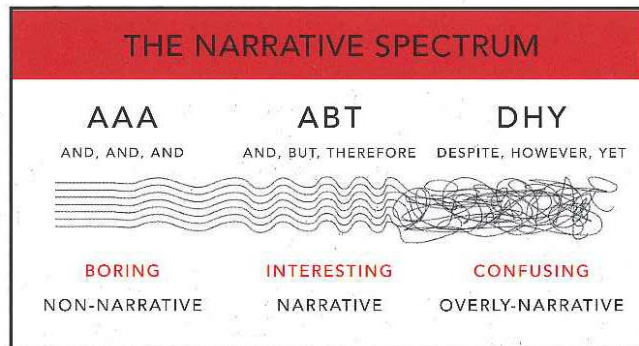 THE NARRATIVE SPECTRUM
AAA ABT DHY
AND, AND, AND AND, BUT, THEREFORE DESPITE, HOWEVER, YET
BORING INTERESTING CONFUSING
NON-NARRATIVE NARRATIVE OVERLY-NARRATIVE